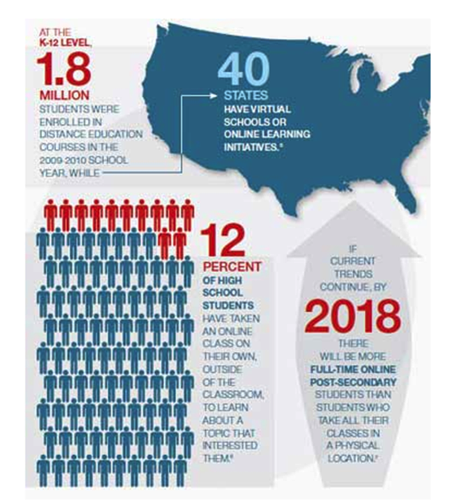 AT THE
K-12 LEVEL,
1.8
MILLION
STUDENTS WERE
ENROLLED IN
DISTANCE EDUCATION
COURSES IN THE
2009-2010 SCHOOL
YEAR, WHILE
40
STATES
HAVE VIRTUAL
SCHOOLS OR
ONLINE LEARNING
INITIATIVES.
12
PERCENT
OF HIGH
SCHOOL
STUDENTS
HAVE TAKEN
AN ONLINE
CLASS ON
THEIR OWN,
OUTSIDE
OF THE
CLASSROOM,
TO LEARN
ABOUT A
TOPIC THAT
INTERESTED
THEM.
IF
CURRENT
TRENDS
CONTINUE, BY
2018
THERE
WILL BE MORE
FULL-TIME ONLINE
POST-SECONDARY
STUDENTS THAN
STUDENTS WHO
TAKE ALL THEIR
CLASSES IN
A PHYSICAL
LOCATION.